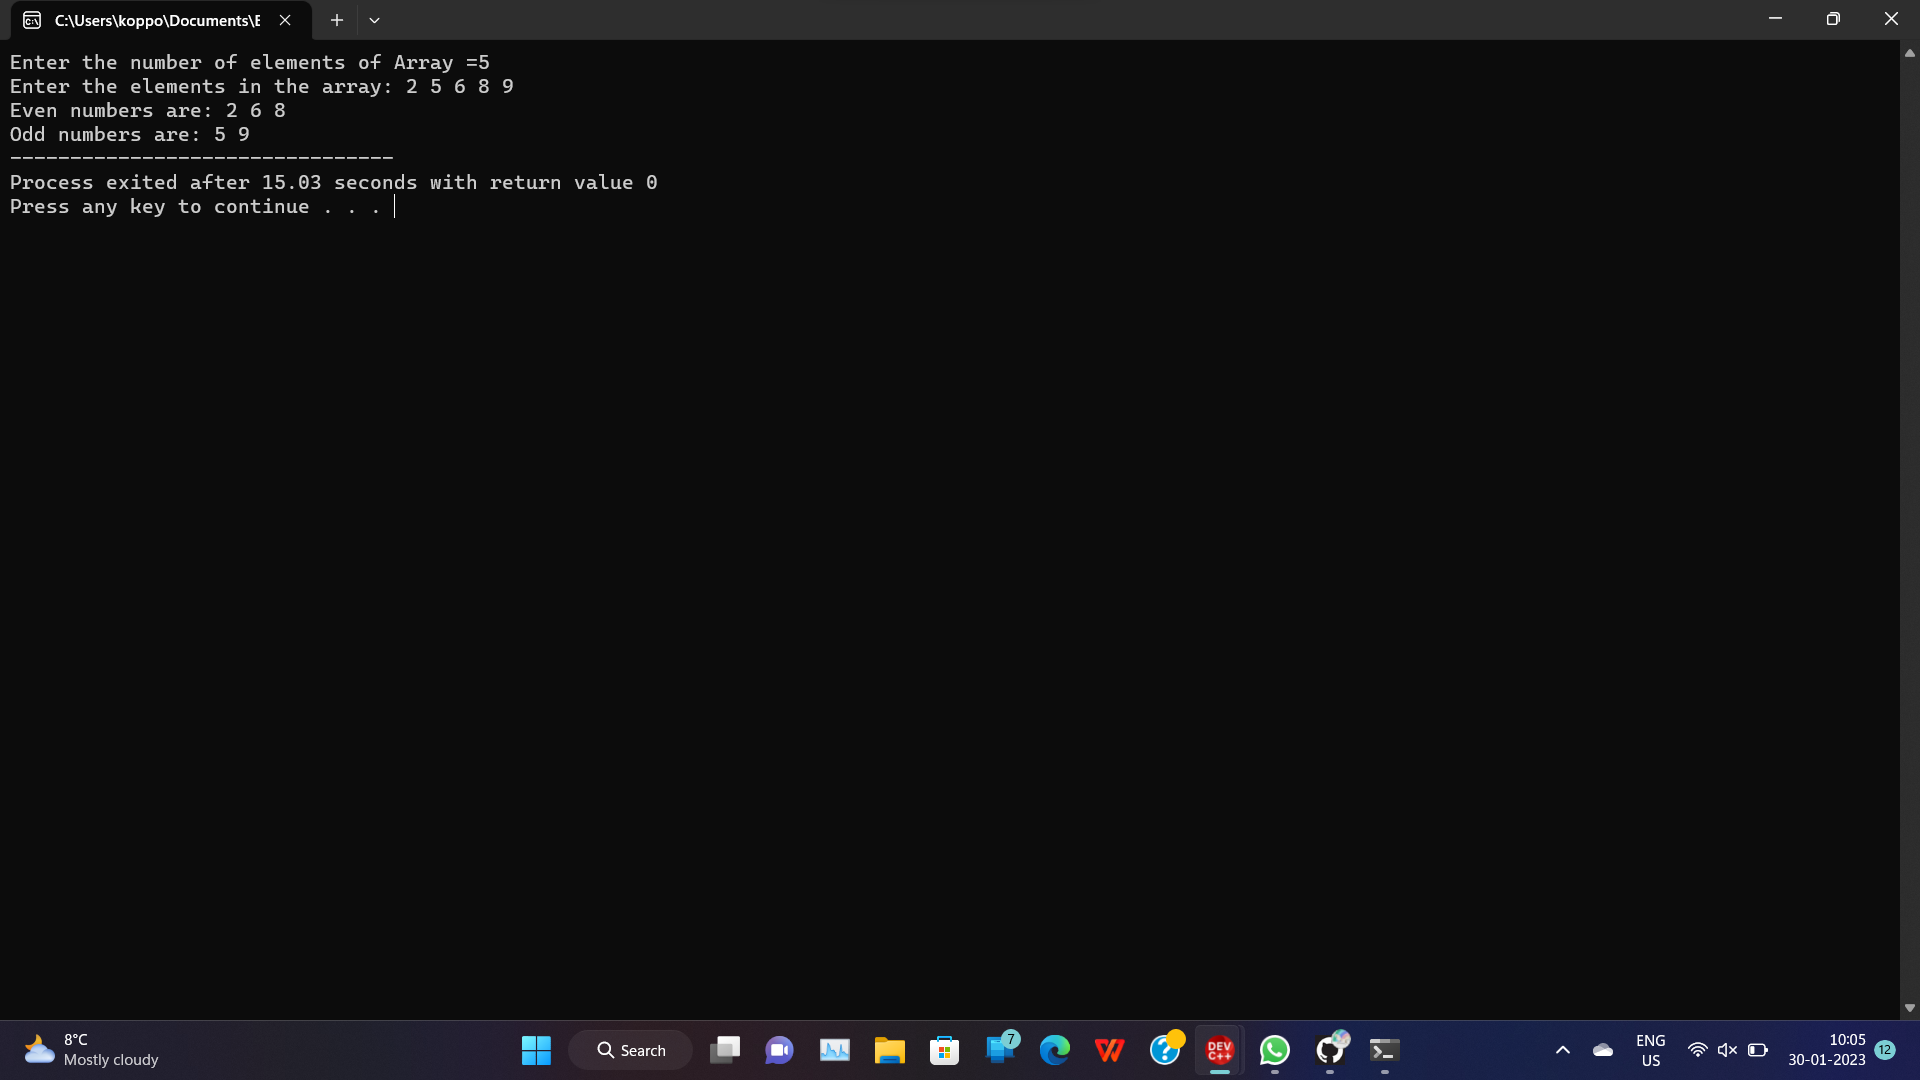 C:\Users\koppo\Documents\E
Enter the number of elements of Array =5
Enter the elements in the array: 2 5 6 8 9
Even numbers are: 2 6 8
Odd numbers are: 5 9
--------------------------------
Process exited after 15.03 seconds with return value 0
Press any key to continue . . .
8°C
Mostly cloudy
Search
7
DEV
C++
ENG
US
10:05
30-01-2023
12